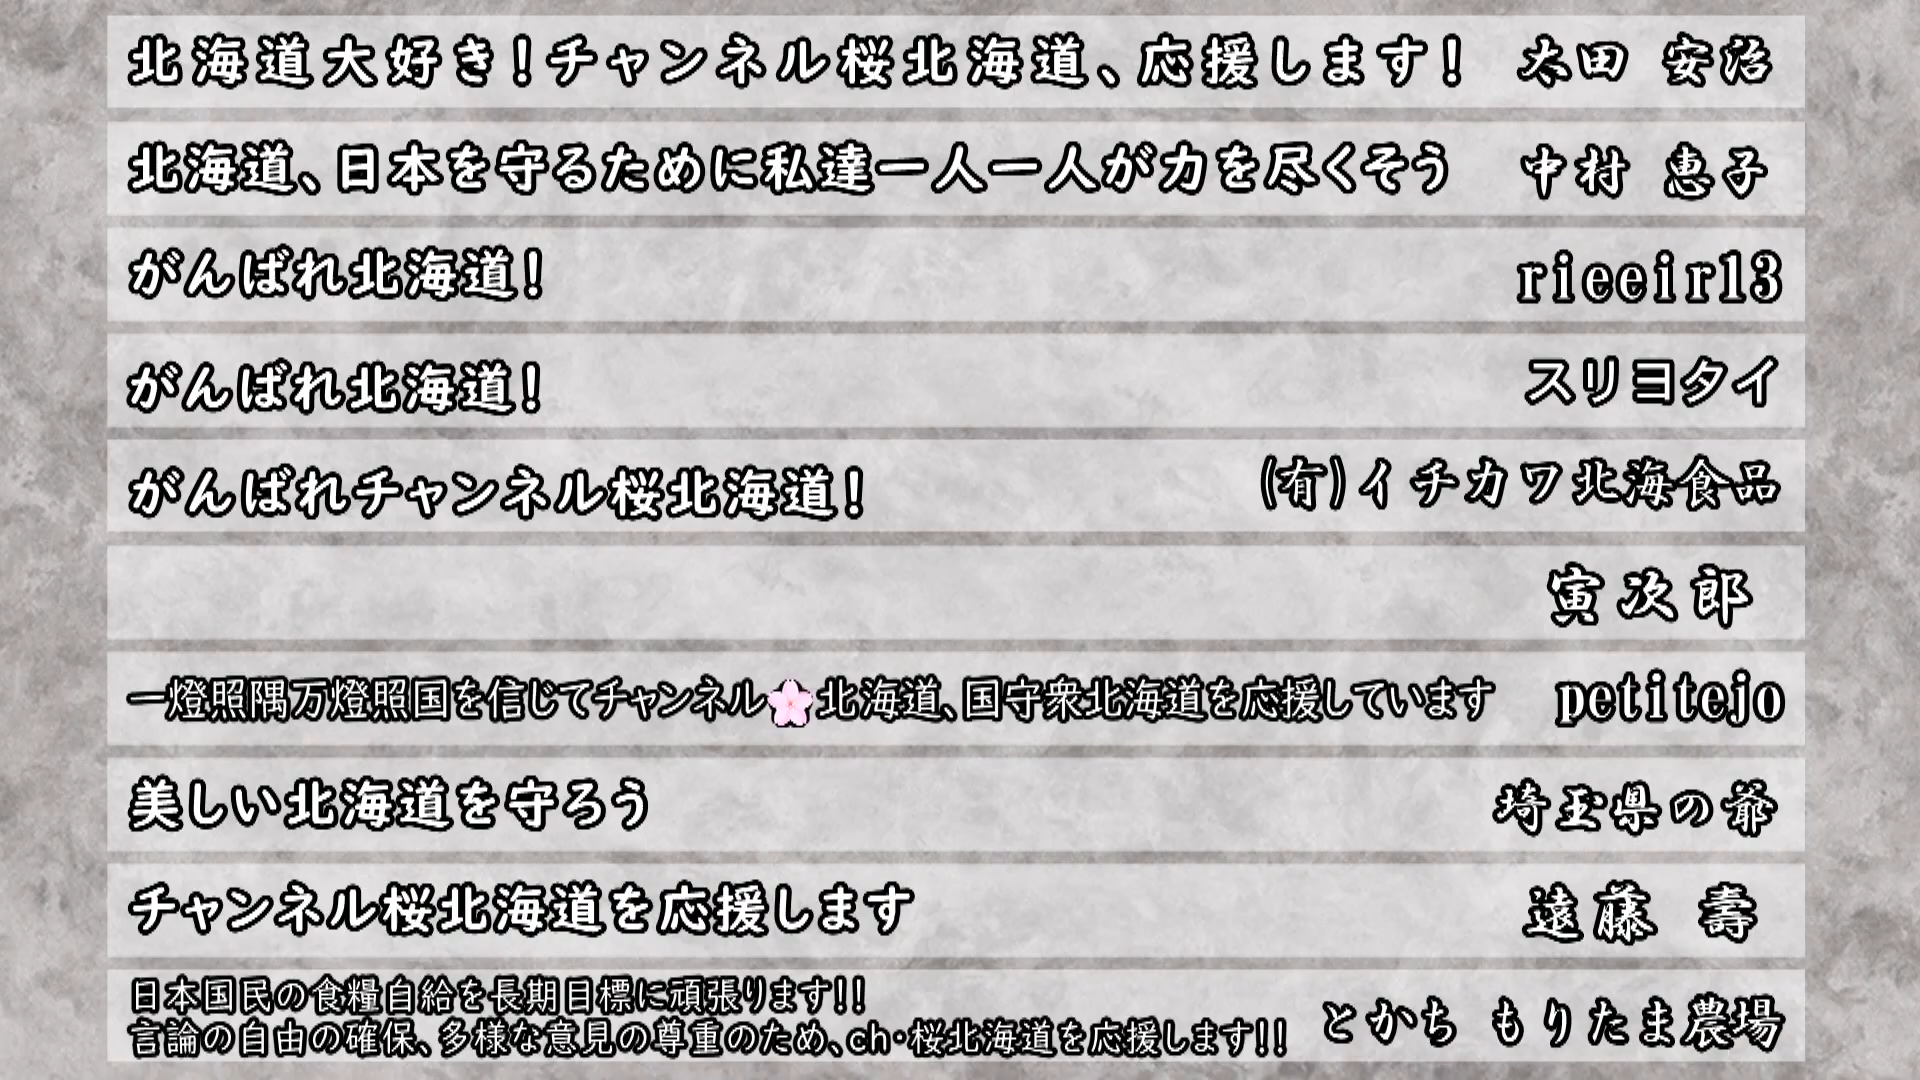 北海道大好き!チャンネル桜北海道、応援します! 太田 安治
北海道、日本を守るために私達一人一人が力を尽くそう 中村 恵子
がんばれ北海道! rieeir13
がんばれ北海道! スリヨタイ
がんばれチャンネル桜北海道! (有)イチカワ北海食品
寅次郎
一燈照隅万燈照国を信じてチャンネル🌸北海道、国守衆北海道を応援しています petitejo
美しい北海道を守ろう 埼玉県の爺
チャンネル桜北海道を応援します 遠藤 壽
日本国民の食糧自給を長期目標に頑張ります!!
言論の自由の確保、多様な意見の尊重のため、ch・桜北海道を応援します!! とかち もりたま農場